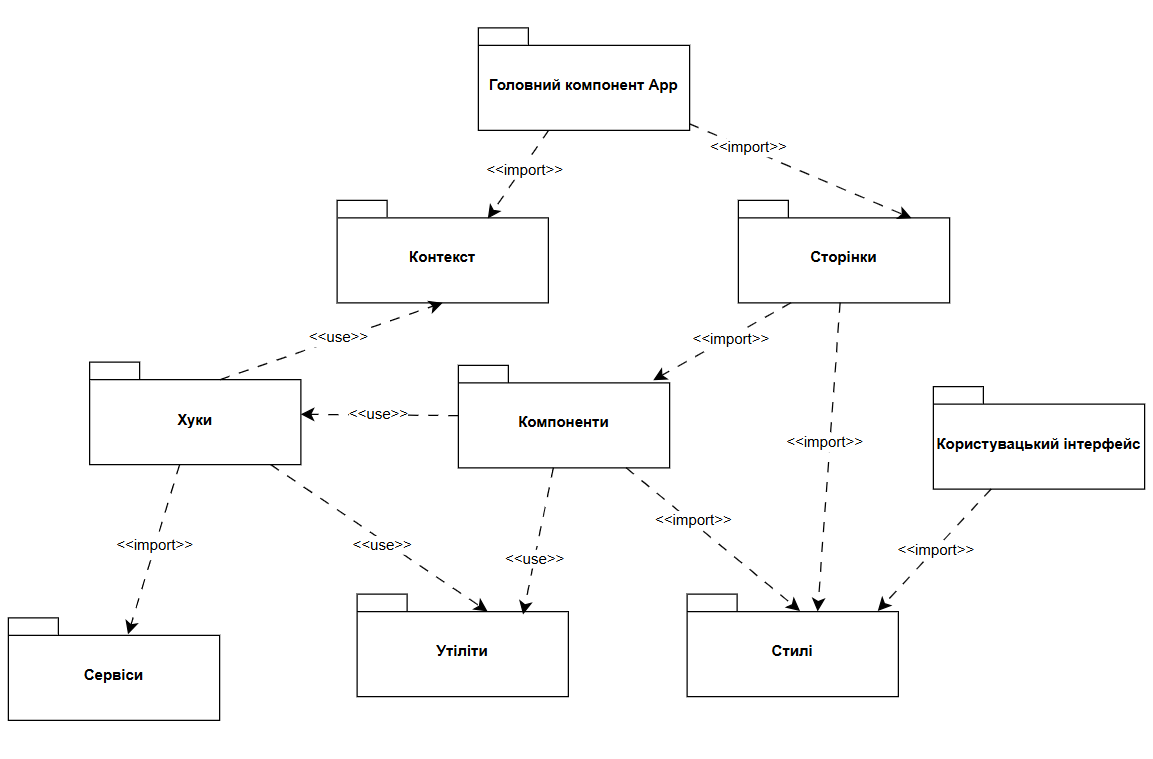 Головний компонент App
<<import>>
<<import>>
Контекст
Сторінки
<<use>>
<<import>>
Хуки
<<use>>
Компоненти
<<import>>
Користувацький інтерфейс
<<import>>
<<use>>
<<use>>
<<import>>
<<import>>
Сервіси
Утіліти
Стилі